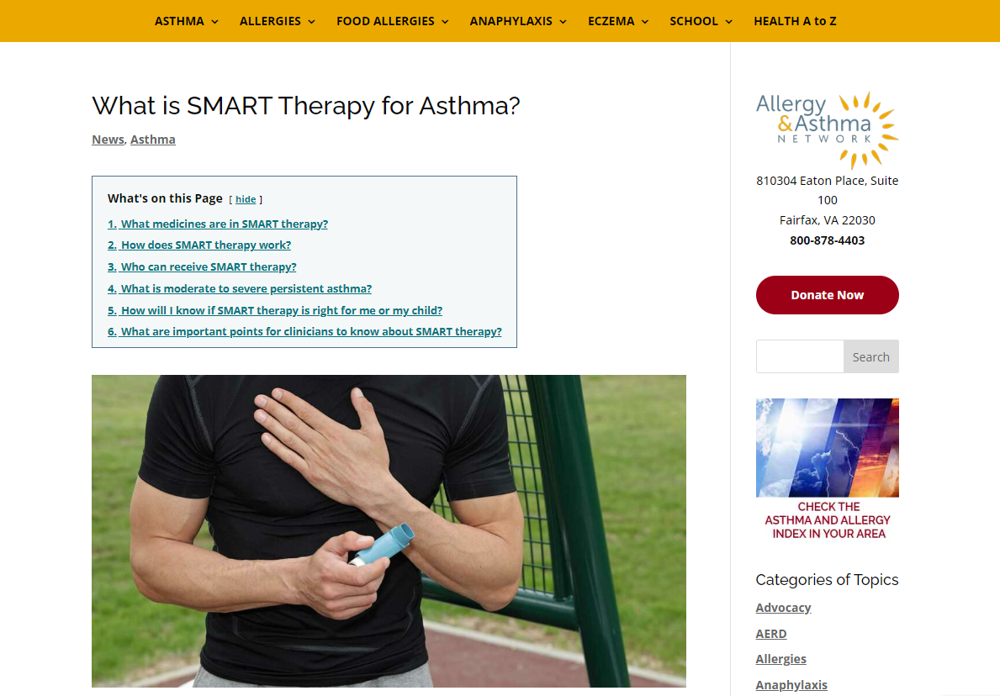 ASTHMA
ALLERGIES
FOOD ALLERGIES
ANAPHYLAXIS
ECZEMA
SCHOOL
HEALTH A to Z
What is SMART Therapy for Asthma?
News, Asthma
What's on this Page [ hide ]
1. What medicines are in SMART therapy?
2. How does SMART therapy work?
3. Who can receive SMART therapy?
4. What is moderate to severe persistent asthma?
5. How will I know if SMART therapy is right for me or my child?
6. What are important points for clinicians to know about SMART therapy?
Allergy
&Asthma
NETWORK
810304 Eaton Place, Suite
100
Fairfax, VA 22030
800-878-4403
Donate Now
Search
CHECK THE
ASTHMA AND ALLERGY
INDEX IN YOUR AREA
Categories of Topics
Advocacy
AERD
Allergies
Anaphylaxis